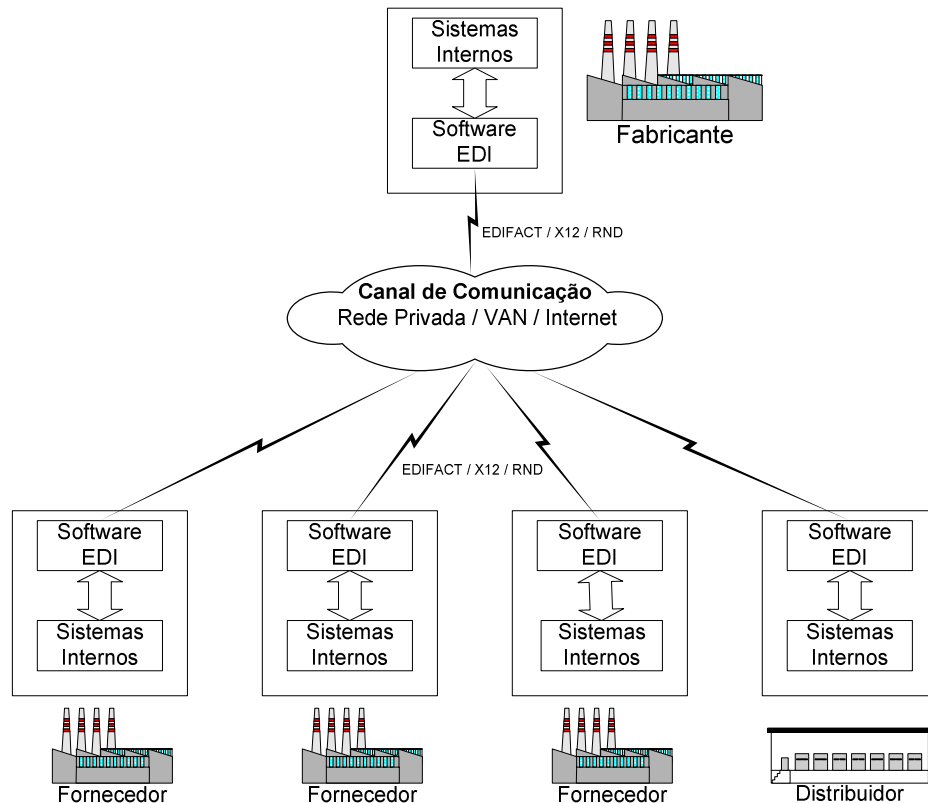 Sistemas
Internos
Software
EDI
Fabricante
EDIFACT / X12 / RND
Canal de Comunicação
Rede Privada / VAN / Internet
EDIFACT / X12 / RND
Software
EDI
Sistemas
Internos
Fornecedor
Software
EDI
Sistemas
Internos
Fornecedor
Software
EDI
Sistemas
Internos
Fornecedor
Software
EDI
Sistemas
Internos
Distribuidor